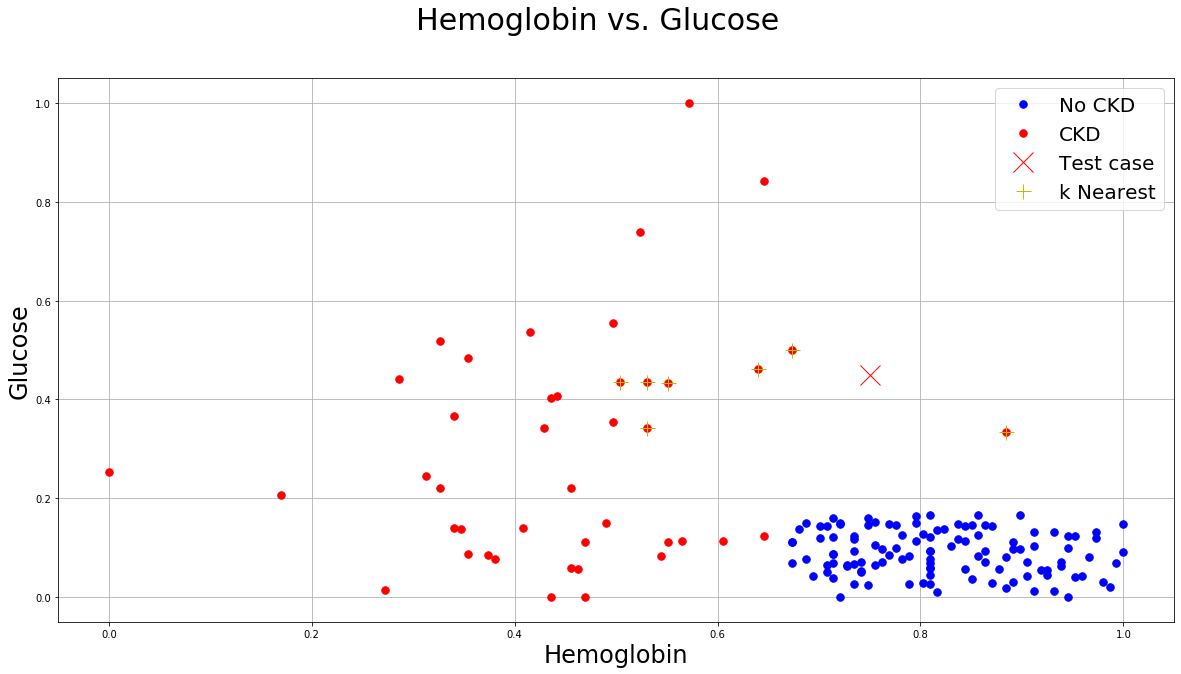 Hemoglobin vs. Glucose
No CKD
CKD
Test case
k Nearest
Glucose
1.0
0.8
0.6
0.4
0.2
0.0
0.0 0.2 0.4 0.6 0.8 1.0
Hemoglobin